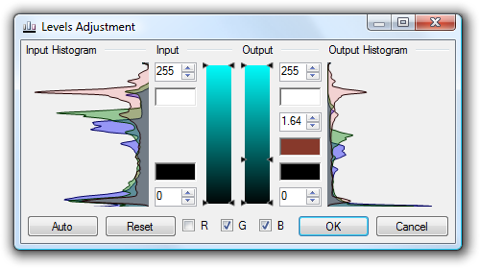 Levels Adjustment
Input Histogram Input Output Output Histogram
255 255
1.64
0 0
Auto Reset R G B OK Cancel